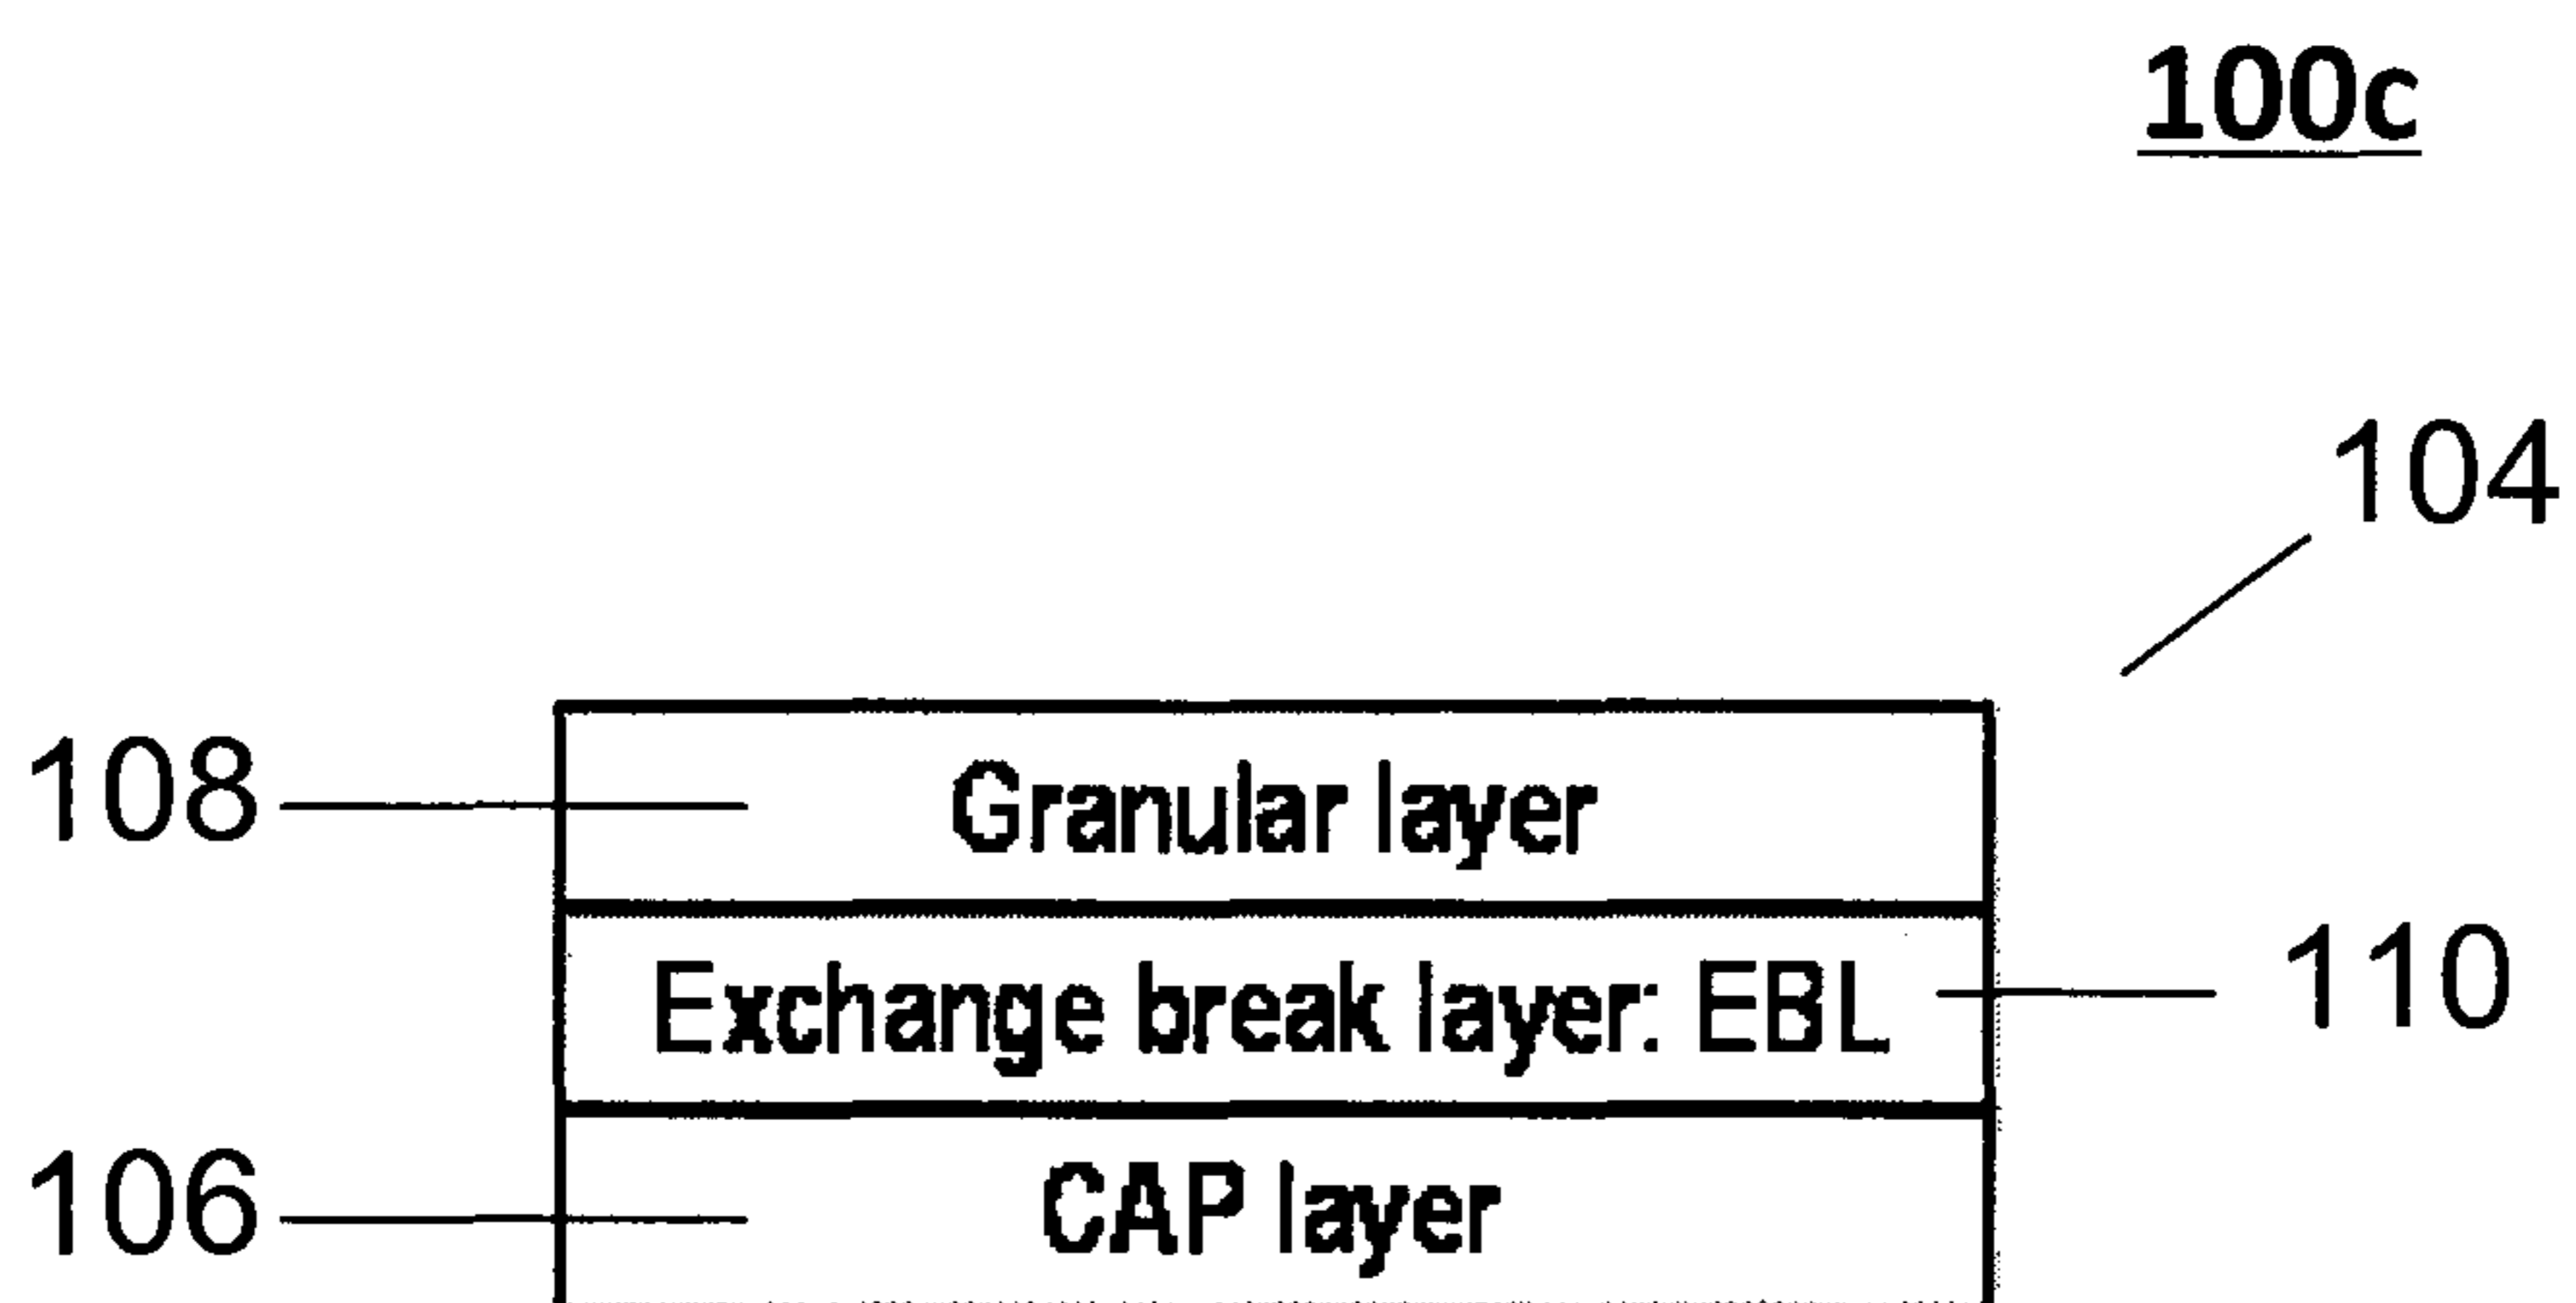 100c
104
108
Granular layer
Exchange break layer: EBL
110
106
CAP layer